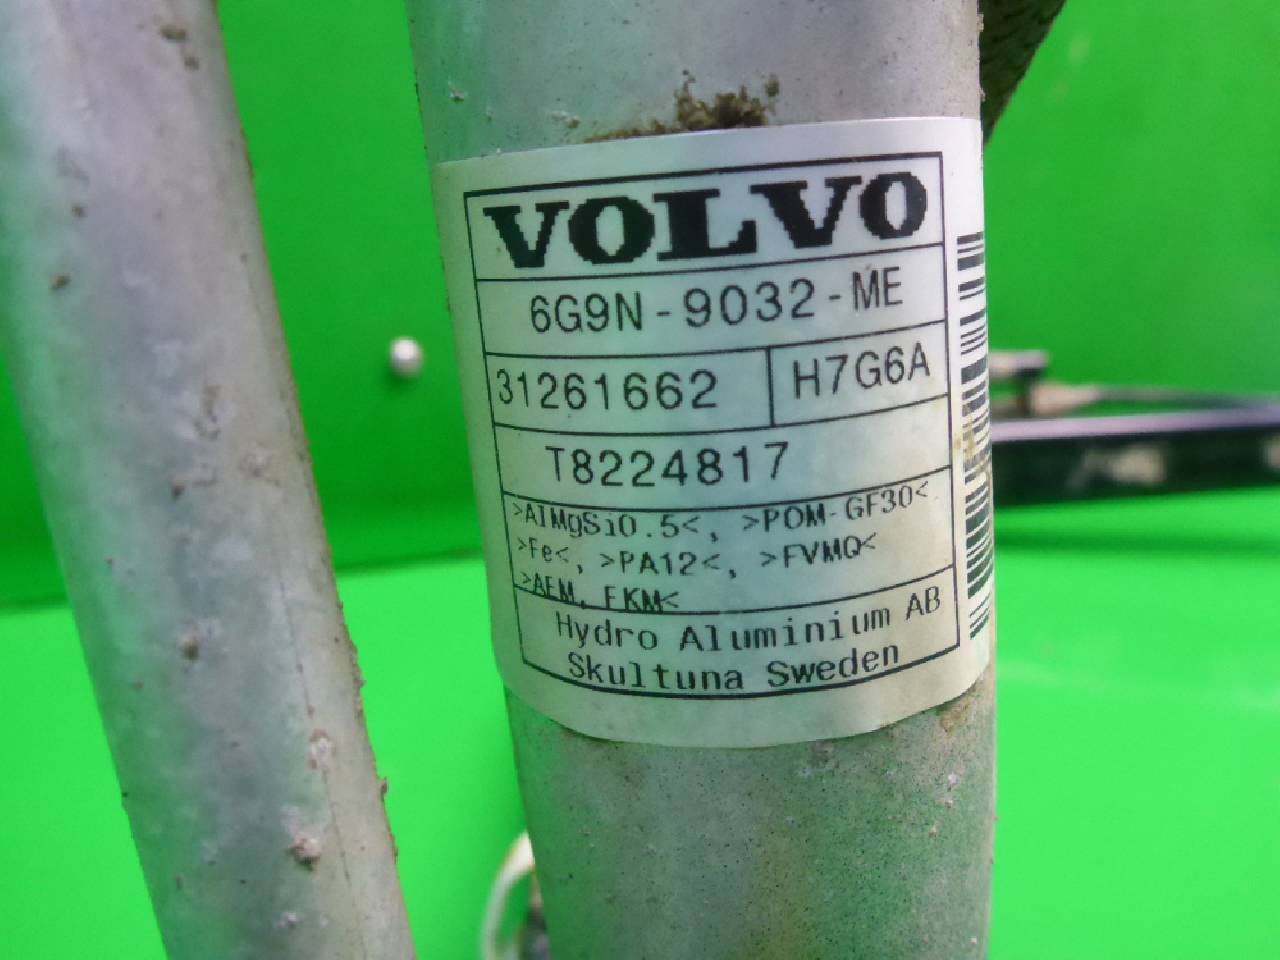 VOLVO
6G9N-9032-ME
31261662 H7G6A
T8224817
>AlMgSi0.5<, >POM-GF30<
>Fe<, >PA12<, >FVMQ<
>AEM, FKM<
Hydro Aluminium AB
Skultuna Sweden